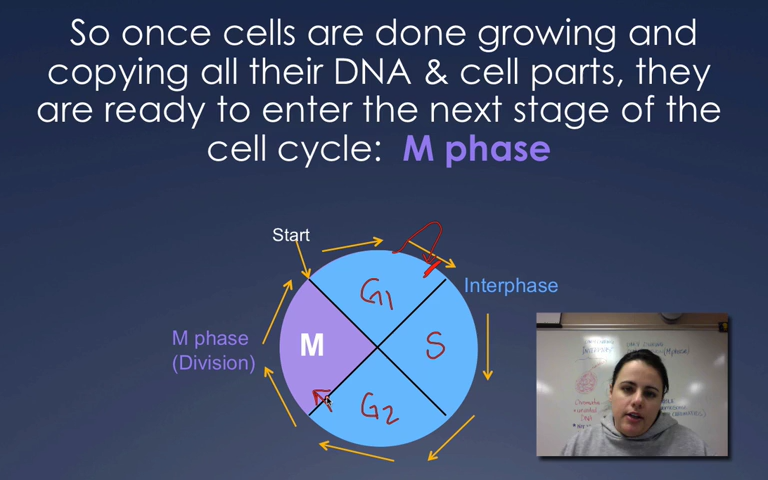 So once cells are done growing and
copying all their DNA & cell parts, they
are ready to enter the next stage of the
cell cycle: M phase
Start
G1
Interphase
M phase
(Division)
M
S
G2